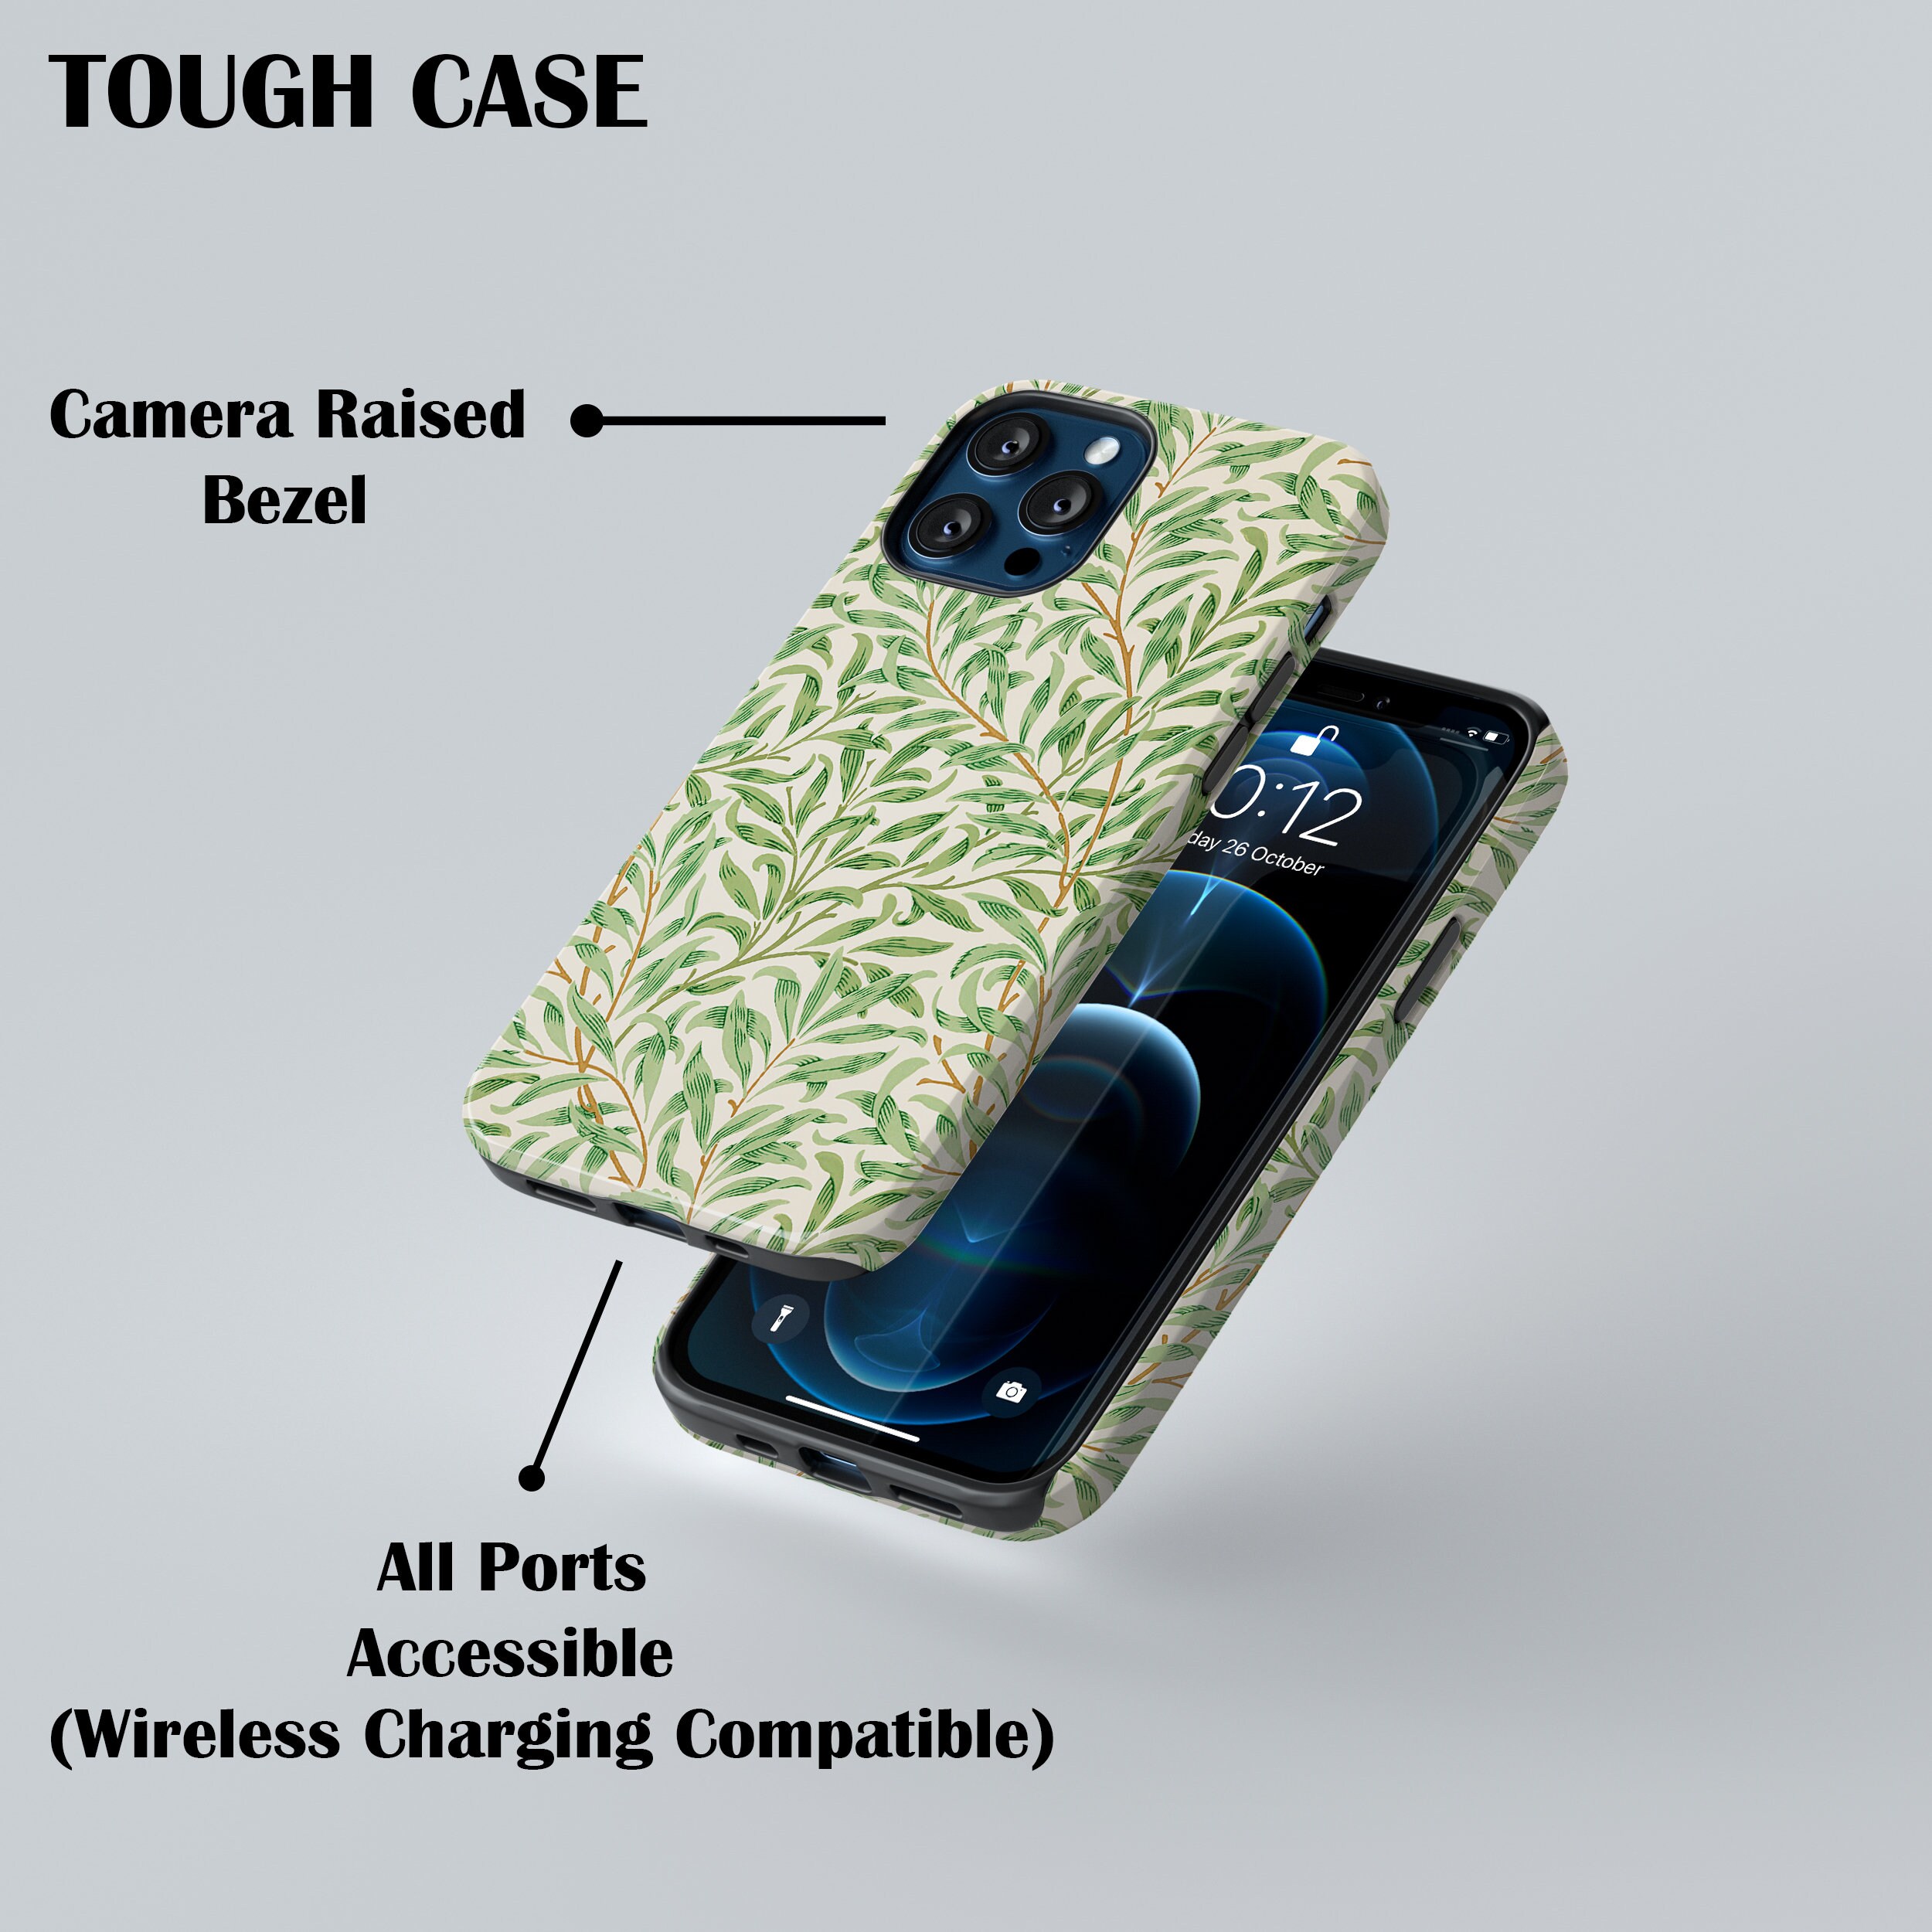 TOUGH CASE
Camera Raised
Bezel
0:12
day 26 October
All Ports
Accessible
(Wireless Charging Compatible)